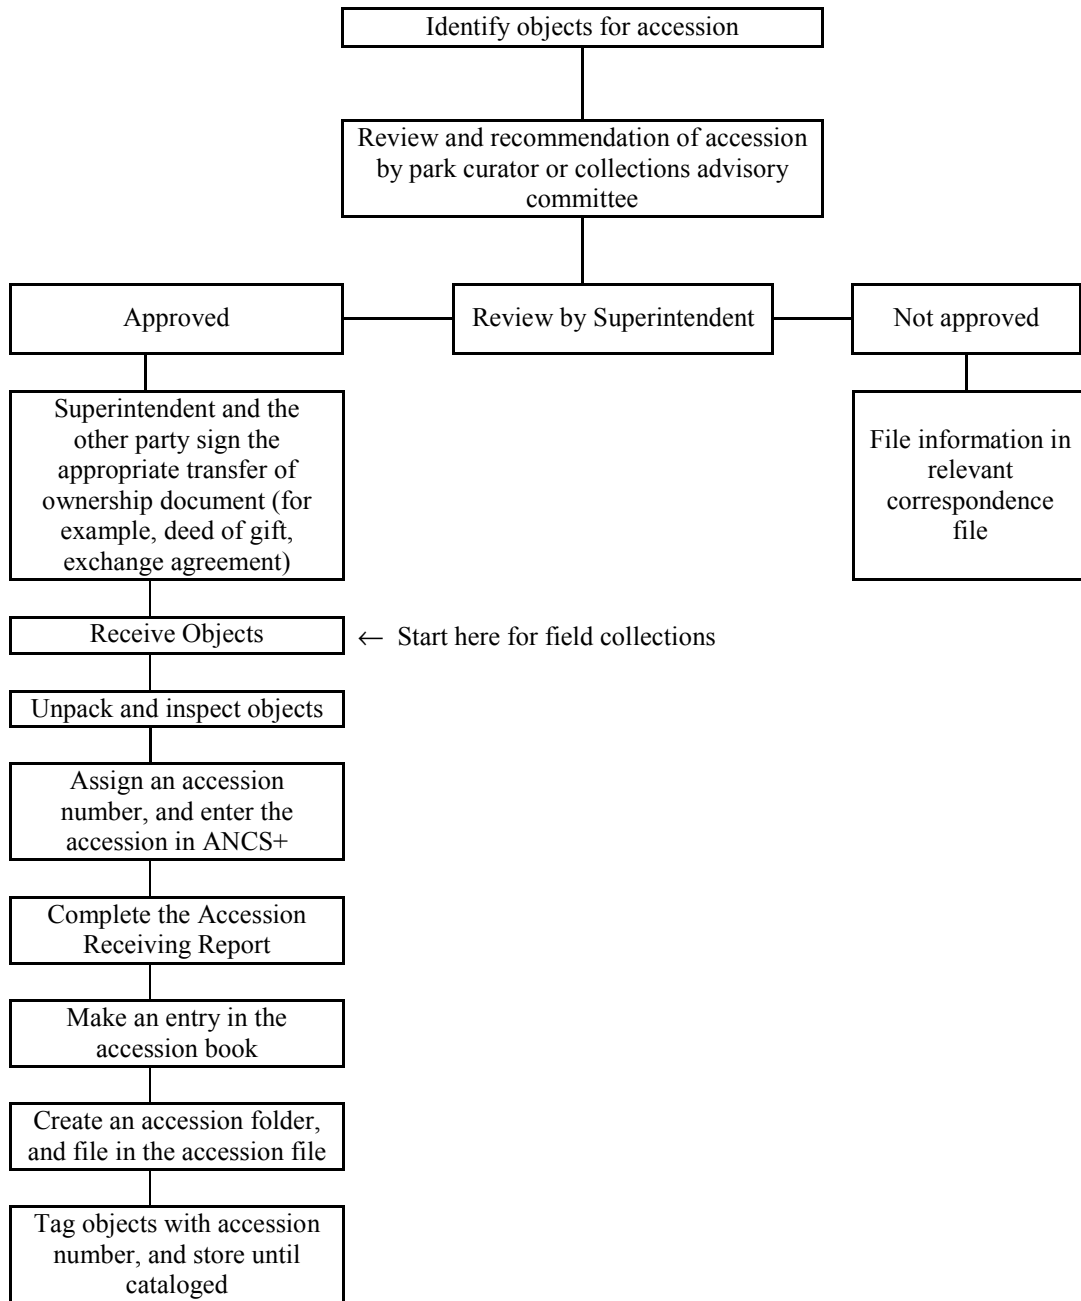 Identify objects for accession
Review and recommendation of accession
by park curator or collections advisory
committee
Approved
Review by Superintendent
Not approved
Superintendent and the
other party sign the
appropriate transfer of
ownership document (for
example, deed of gift,
exchange agreement)
File information in
relevant
correspondence
file
Receive Objects
← Start here for field collections
Unpack and inspect objects
Assign an accession
number, and enter the
accession in ANCS+
Complete the Accession
Receiving Report
Make an entry in the
accession book
Create an accession folder,
and file in the accession file
Tag objects with accession
number, and store until
cataloged